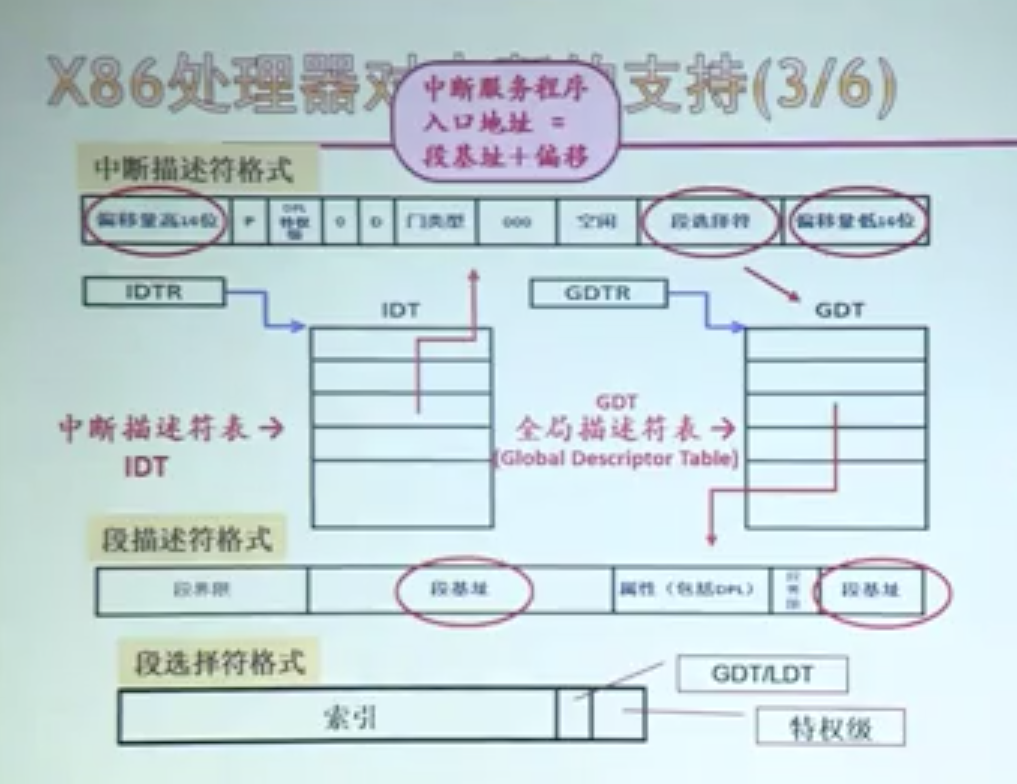 X86处理器对
支持(3/6)
中断服务程序
入口地址 =
段基址+偏移
中断描述符格式
偏移量高16位 P DPL特权级 0 D 门类型 000 空闲 段选择符 偏移量低16位
IDTR
IDT
GDTR
GDT
中断描述符表→
IDT
GDT
全局描述符表→
(Global Descriptor Table)
段描述符格式
段界限 段基址 属性（包括DPL） 段界限 段基址
段选择符格式
索引
GDT/LDT
特权级